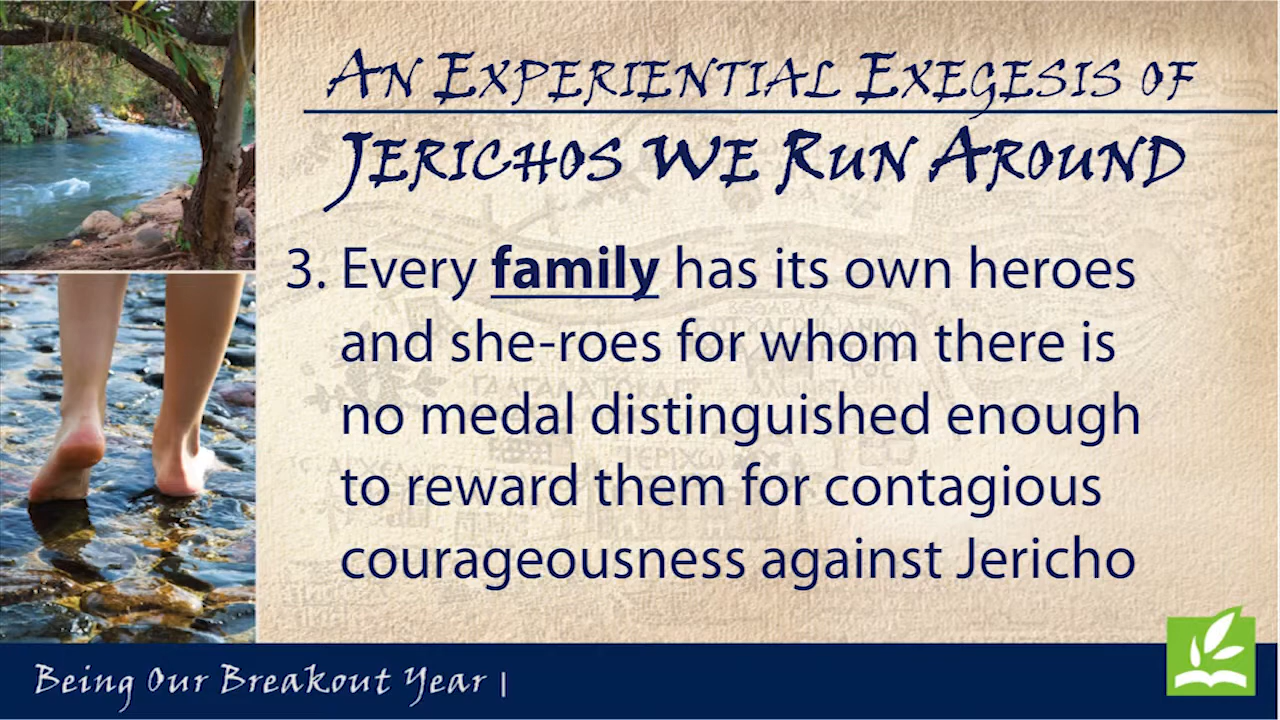 AN EXPERIENTIAL EXEGESIS OF
JERICHOS WE RUN AROUND
3. Every family has its own heroes
and she-roes for whom there is
no medal distinguished enough
to reward them for contagious
courageousness against Jericho
Being Our Breakout Year |